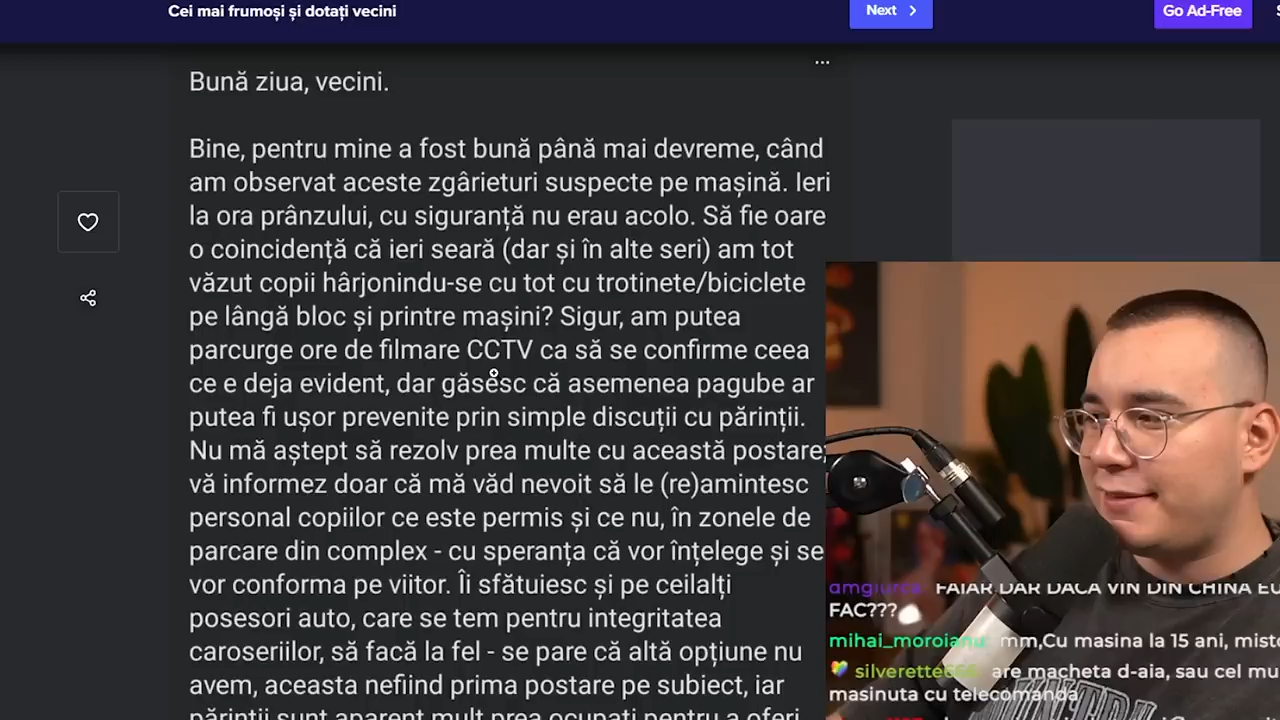 Cei mai frumoși și dotați vecini
Next
Go Ad-Free
Bună ziua, vecini.
Bine, pentru mine a fost bună până mai devreme, când
am observat aceste zgârieturi suspecte pe mașină. Ieri
la ora prânzului, cu siguranță nu erau acolo. Să fie oare
o coincidență că ieri seară (dar și în alte seri) am tot
văzut copii hârjonindu-se cu tot cu trotinete/biciclete
pe lângă bloc și printre mașini? Sigur, am putea
parcurge ore de filmare CCTV ca să se confirme ceea
ce e deja evident, dar găsesc că asemenea pagube ar
putea fi ușor prevenite prin simple discuții cu părinții.
Nu mă aștept să rezolv prea multe cu această postare;
vă informez doar că mă văd nevoit să le (re)amintesc
personal copiilor ce este permis și ce nu, în zonele de
parcare din complex - cu speranța că vor înțelege și se
vor conforma pe viitor. Îi sfătuiesc și pe ceilalți
posesori auto, care se tem pentru integritatea
caroseriilor, să facă la fel - se pare că altă opțiune nu
avem, aceasta nefiind prima postare pe subiect, iar
părinții sunt aparent mult prea ocupați pentru a oferi
FAIAR DAR DACA VIN DIN CHINA
FAC???
mihai_moroianu: mm,Cu masina la 15 ani, misto
are macheta d-aia, sau cel mu
masinuta cu telecomanda